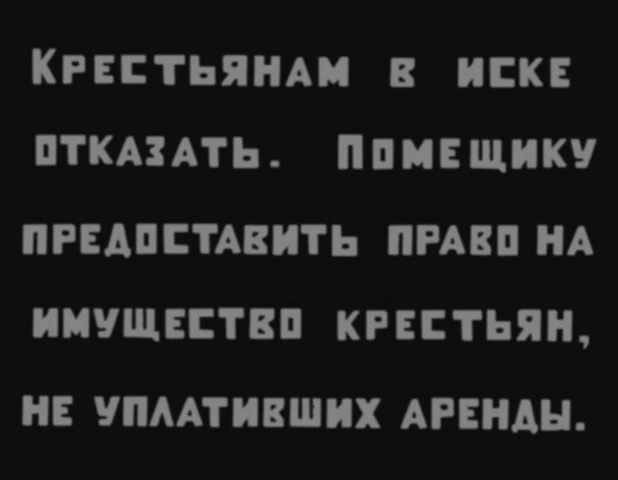 Крестьянам в иске
отказать. Помещику
предоставить право на
имущество крестьян,
не уплативших аренды.